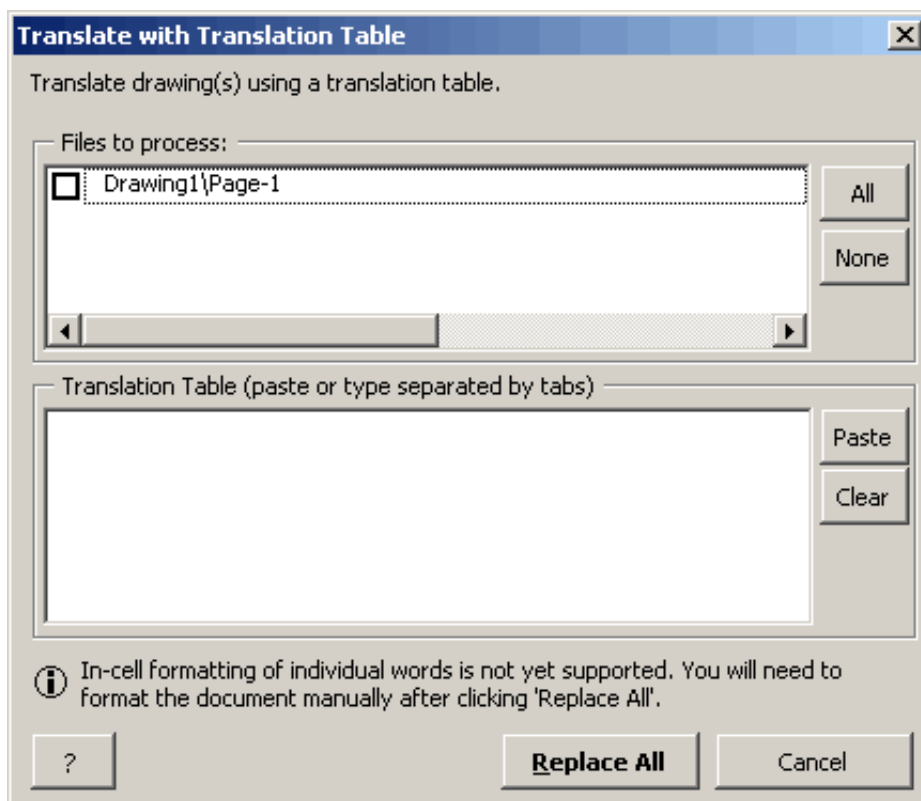 Translate with Translation Table
Translate drawing(s) using a translation table.
Files to process:
Drawing1\Page-1
All
None
Translation Table (paste or type separated by tabs)
Paste
Clear
In-cell formatting of individual words is not yet supported. You will need to
format the document manually after clicking 'Replace All'.
?
Replace All
Cancel